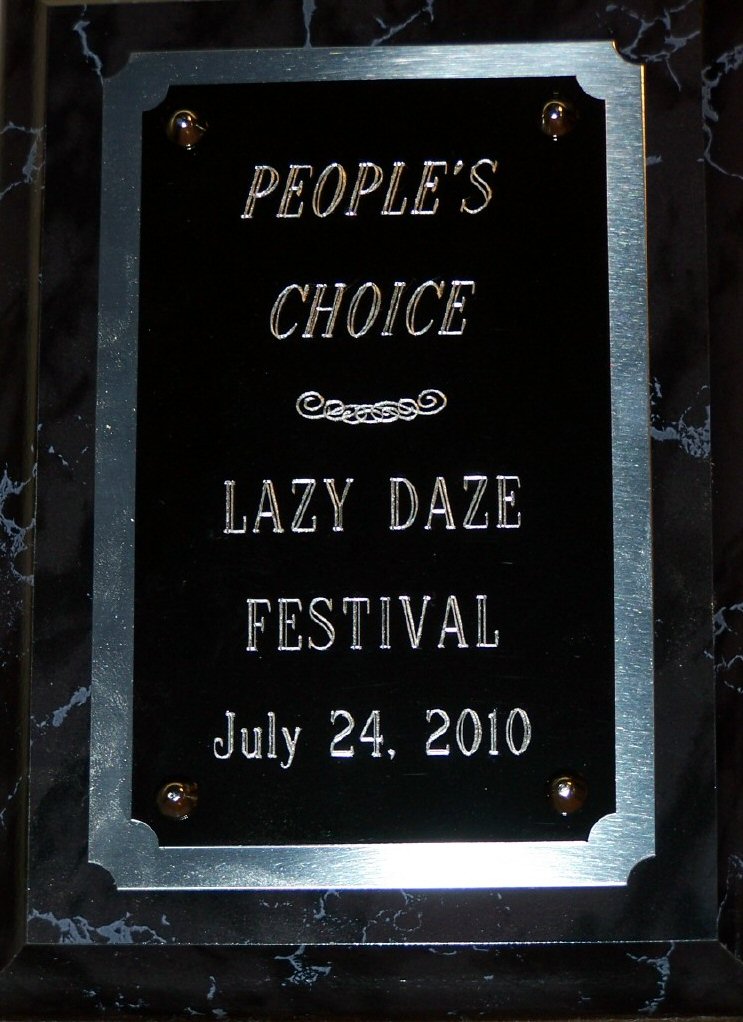 PEOPLE'S
CHOICE
LAZY DAZE
FESTIVAL
July 24, 2010